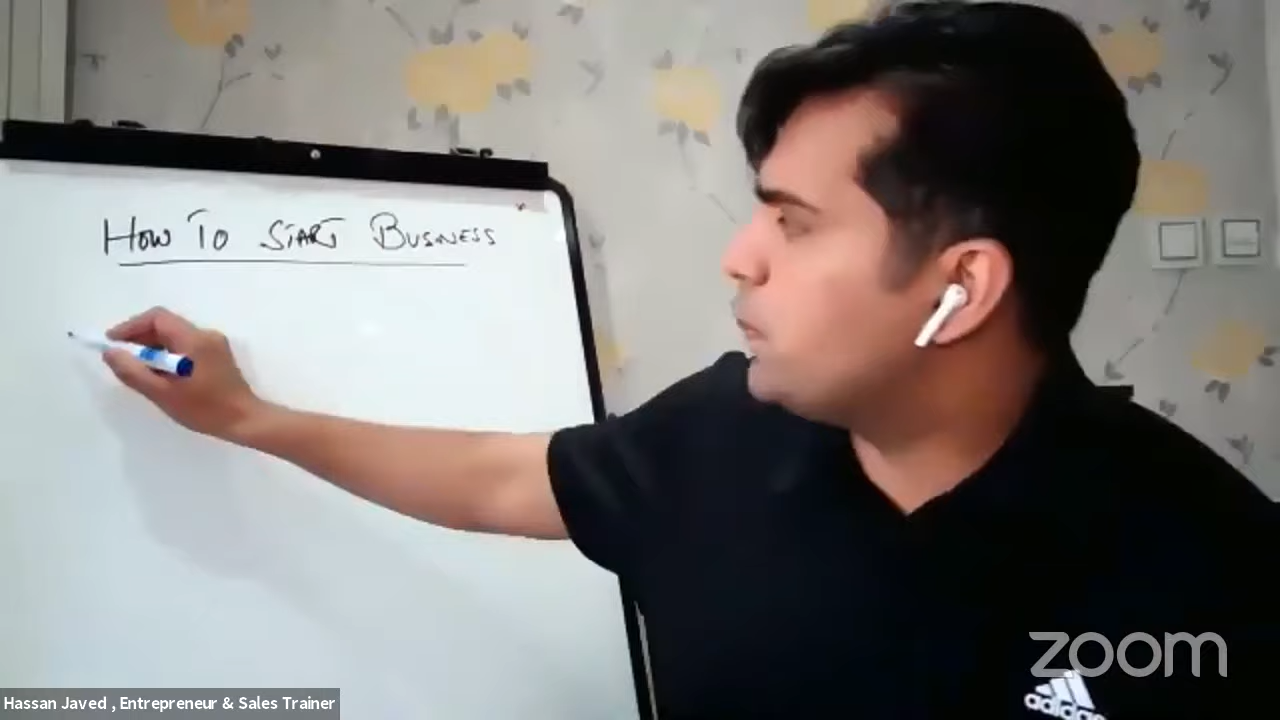 How To START BUSINESS
zoom
adidas
Hassan Javed , Entrepreneur & Sales Trainer